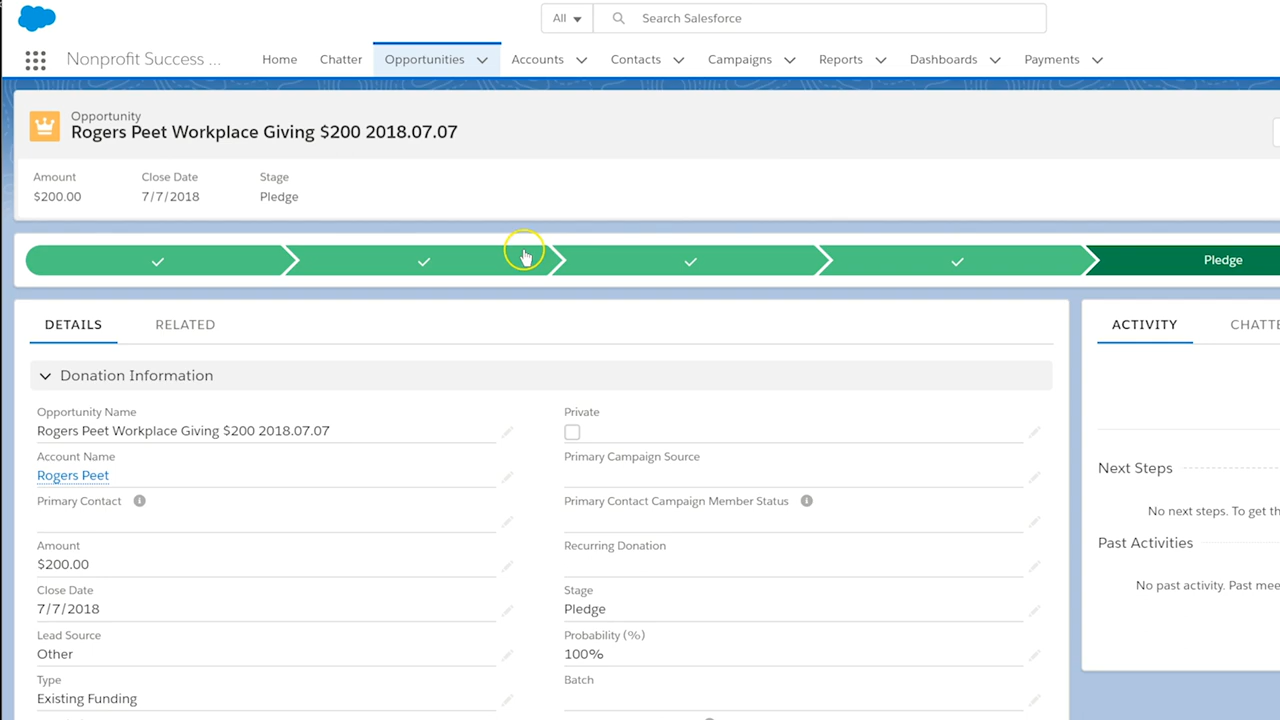 All
Search Salesforce
Nonprofit Success ...
Home
Chatter
Opportunities
Accounts
Contacts
Campaigns
Reports
Dashboards
Payments
Opportunity
Rogers Peet Workplace Giving $200 2018.07.07
Amount
Close Date
Stage
$200.00
7/7/2018
Pledge
Pledge
DETAILS
RELATED
ACTIVITY
CHATTE
Donation Information
Opportunity Name
Rogers Peet Workplace Giving $200 2018.07.07
Private
Account Name
Rogers Peet
Primary Campaign Source
Primary Contact
Primary Contact Campaign Member Status
Amount
$200.00
Recurring Donation
Close Date
7/7/2018
Stage
Pledge
Lead Source
Other
Probability (%)
100%
Type
Existing Funding
Batch
Next Steps
No next steps. To get th
Past Activities
No past activity. Past mee